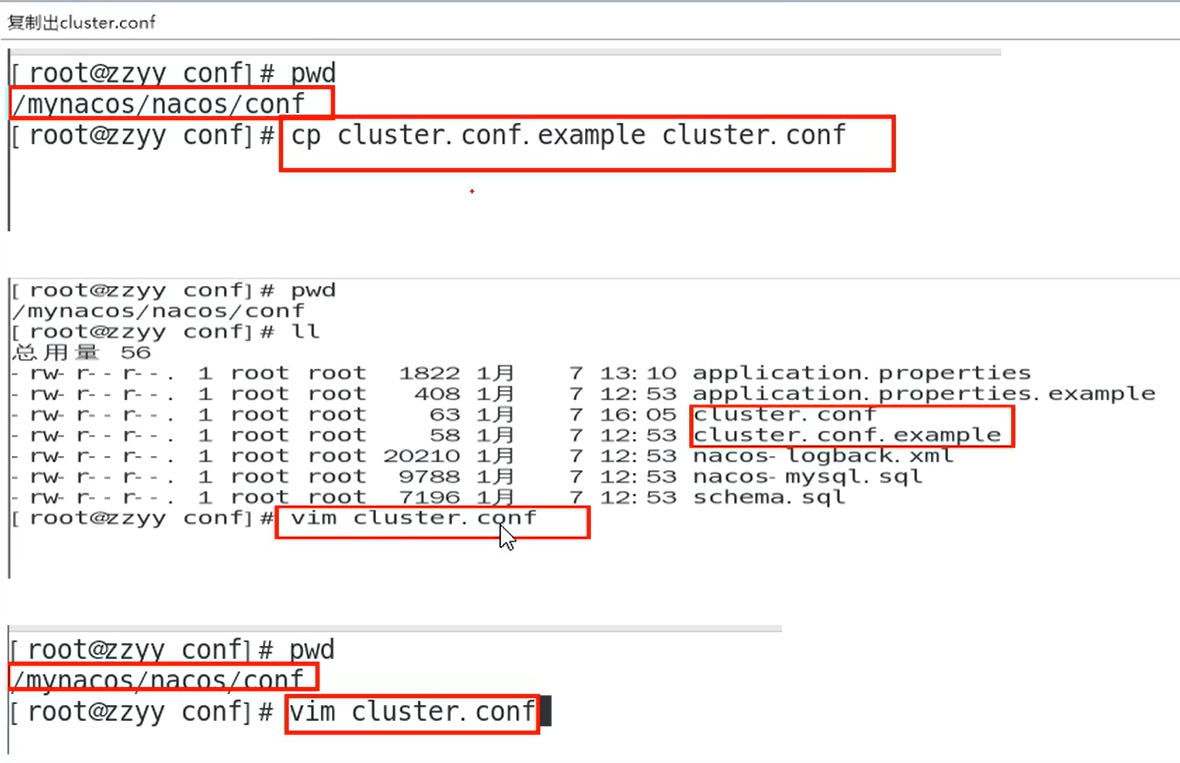 复制出cluster.conf
[root@zzyy conf]# pwd
/mynacos/nacos/conf
[root@zzyy conf]# cp cluster.conf.example cluster.conf
[root@zzyy conf]# pwd
/mynacos/nacos/conf
[root@zzyy conf]# ll
总用量 56
-rw-r--r--. 1 root root 1822 1月 7 13:10 application.properties
-rw-r--r--. 1 root root 408 1月 7 12:53 application.properties.example
-rw-r--r--. 1 root root 63 1月 7 16:05 cluster.conf
-rw-r--r--. 1 root root 58 1月 7 12:53 cluster.conf.example
-rw-r--r--. 1 root root 20210 1月 7 12:53 nacos-logback.xml
-rw-r--r--. 1 root root 9788 1月 7 12:53 nacos-mysql.sql
-rw-r--r--. 1 root root 7196 1月 7 12:53 schema.sql
[root@zzyy conf]# vim cluster.conf
[root@zzyy conf]# pwd
/mynacos/nacos/conf
[root@zzyy conf]# vim cluster.conf